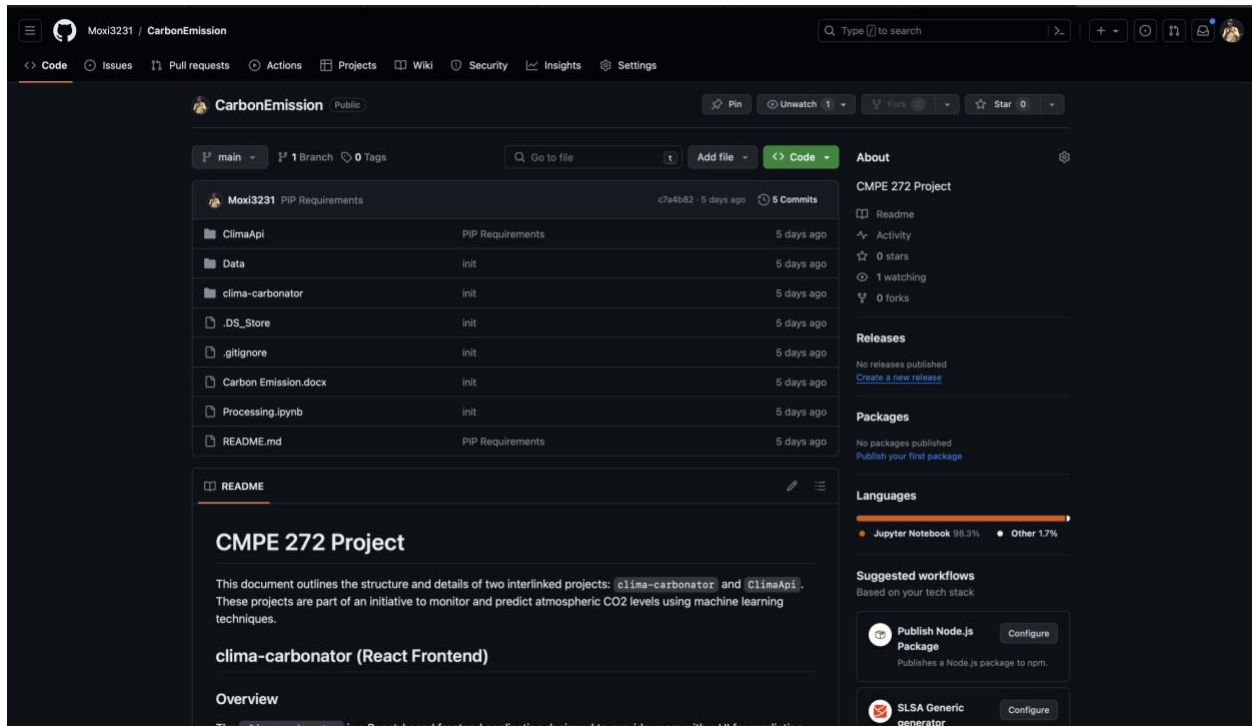 Moxi3231 / CarbonEmission
Type / to search
Code Issues Pull requests Actions Projects Wiki Security Insights Settings
CarbonEmission Public
Pin Unwatch 1 Fork 0 Star 0
main 1 Branch 0 Tags Go to file t Add file Code
Moxi3231 PIP Requirements c7a4b82 · 5 days ago 5 Commits
ClimaApi PIP Requirements 5 days ago
Data init 5 days ago
clima-carbonator init 5 days ago
.DS_Store init 5 days ago
.gitignore init 5 days ago
Carbon Emission.docx init 5 days ago
Processing.ipynb init 5 days ago
README.md PIP Requirements 5 days ago
README
CMPE 272 Project
This document outlines the structure and details of two interlinked projects: clima-carbonator and ClimaApi.
These projects are part of an initiative to monitor and predict atmospheric CO2 levels using machine learning
techniques.
clima-carbonator (React Frontend)
Overview
About
CMPE 272 Project
Readme
Activity
0 stars
1 watching
0 forks
Releases
No releases published
Create a new release
Packages
No packages published
Publish your first package
Languages
Jupyter Notebook 98.3% Other 1.7%
Suggested workflows
Based on your tech stack
Publish Node.js Configure
Package
Publishes a Node.js package to npm.
SLSA Generic Configure
generator